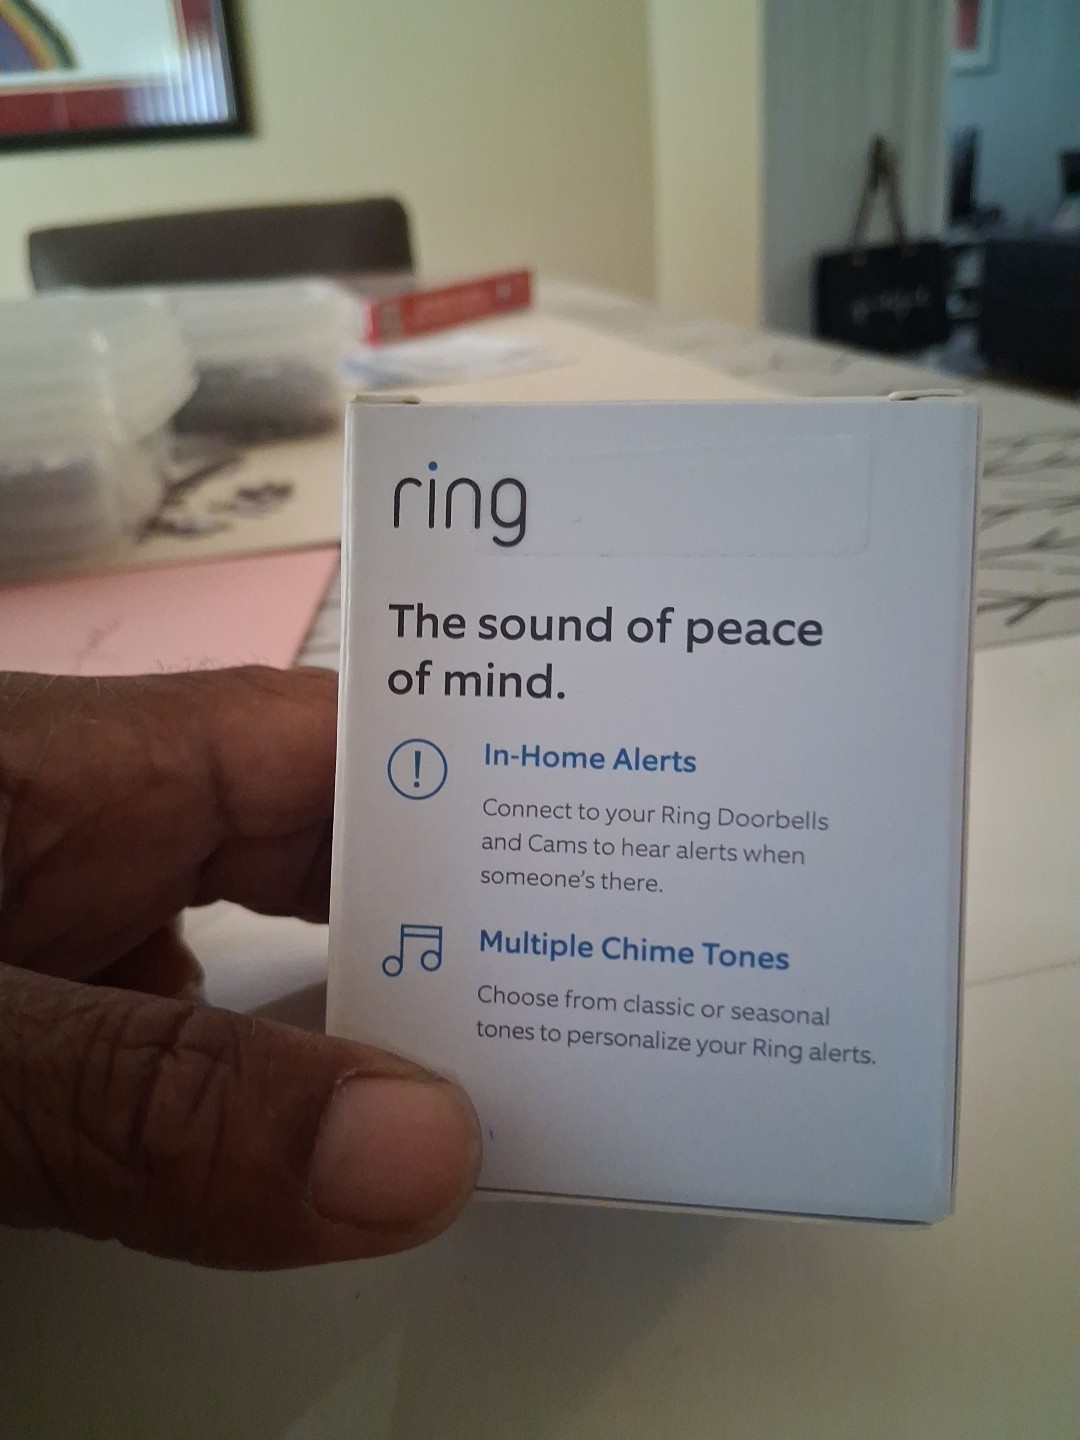 ring
The sound of peace
of mind.
In-Home Alerts
Connect to your Ring Doorbells
and Cams to hear alerts when
someone's there.
Multiple Chime Tones
Choose from classic or seasonal
tones to personalize your Ring alerts.